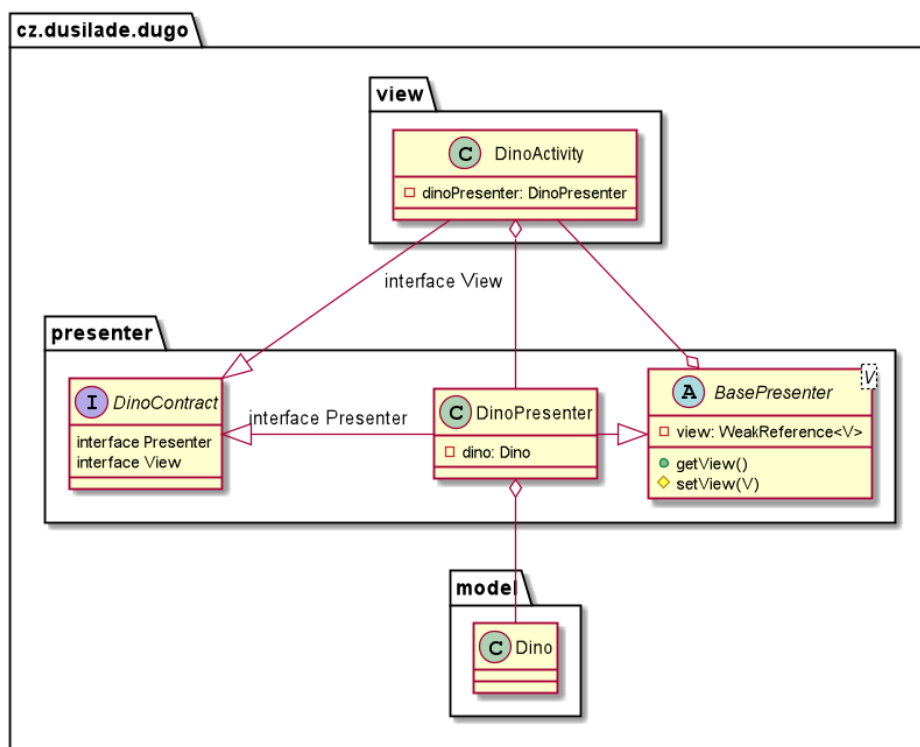 cz.dusilade.dugo
view
C DinoActivity
dinoPresenter: DinoPresenter
interface View
presenter
I DinoContract
interface Presenter
interface View
interface Presenter
C DinoPresenter
dino: Dino
A BasePresenter V
view: WeakReference<V>
getView()
setView(V)
model
C Dino